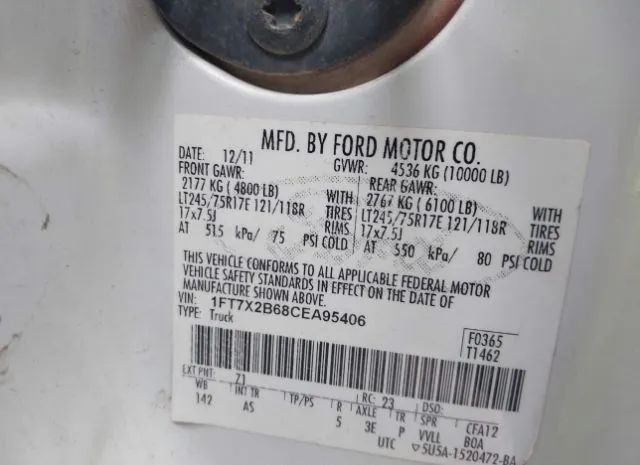 MFD. BY FORD MOTOR CO.
DATE: 12/11 GVWR: 4536 KG (10000 LB)
FRONT GAWR: REAR GAWR:
2177 KG ( 4800 LB) 2767 KG ( 6100 LB)
LT245/75R17E 121/118R TIRES LT245/75R17E 121/118R TIRES
17x7.5J RIMS 17x7.5J RIMS
AT 515 kPa/ 75 PSI COLD AT 550 kPa/ 80 PSI COLD
THIS VEHICLE CONFORMS TO ALL APPLICABLE FEDERAL MOTOR
VEHICLE SAFETY STANDARDS IN EFFECT ON THE DATE OF
MANUFACTURE SHOWN ABOVE.
VIN: 1FT7X2B68CEA95406
TYPE: Truck
F0365
T1462
EXT PNT: Z1 RC: 23 DSO:
WB INT TR TP/PS R AXLE TR SPR CFA12
142 AS 5 3E P VVLL BOA
UTC 5U5A-1520472-BA